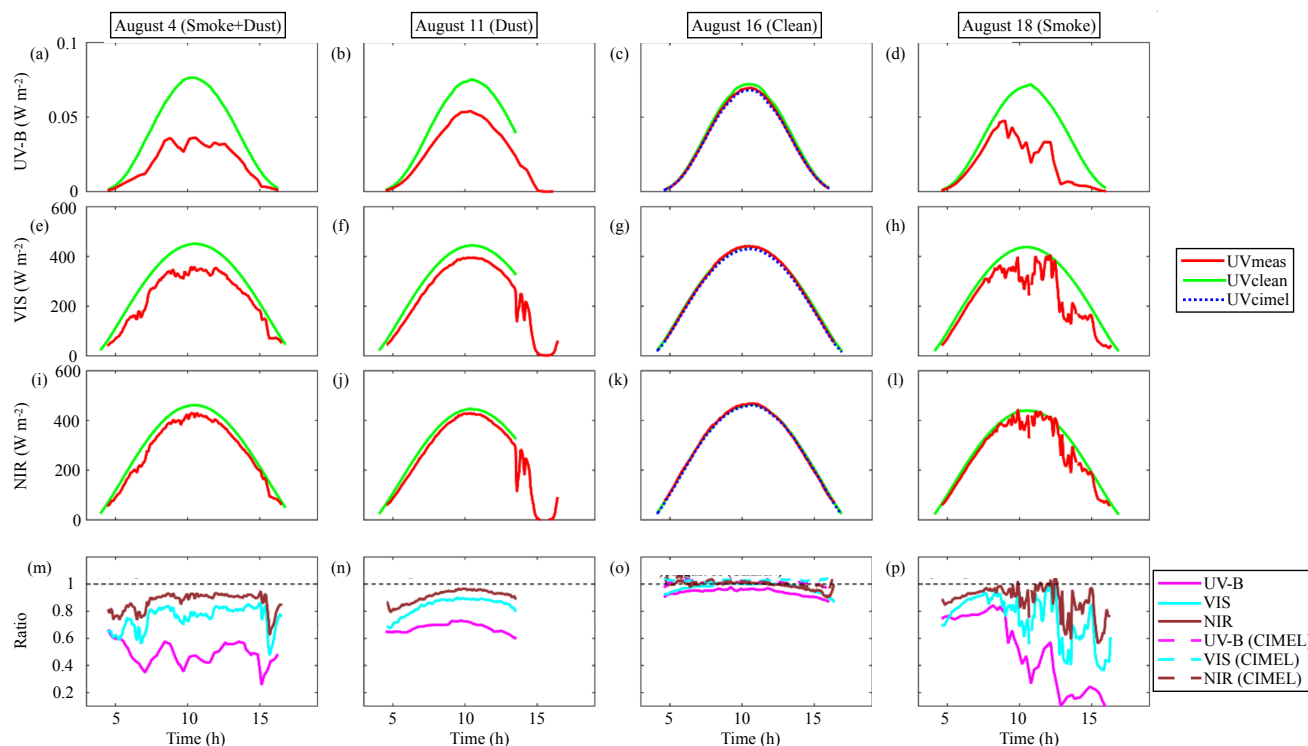 August 4 (Smoke+Dust)
August 11 (Dust)
August 16 (Clean)
August 18 (Smoke)
(a)
(b)
(c)
(d)
0.1
0.05
0
UV-B (W m-2)
(e)
(f)
(g)
(h)
600
400
200
0
VIS (W m-2)
UVmeas
UVclean
UVcimel
(i)
(j)
(k)
(l)
600
400
200
0
NIR (W m-2)
(m)
(n)
(o)
(p)
1
0.8
0.6
0.4
0.2
Ratio
UV-B
VIS
NIR
UV-B (CIMEL)
VIS (CIMEL)
NIR (CIMEL)
5 10 15
5 10 15
5 10 15
5 10 15
Time (h)
Time (h)
Time (h)
Time (h)